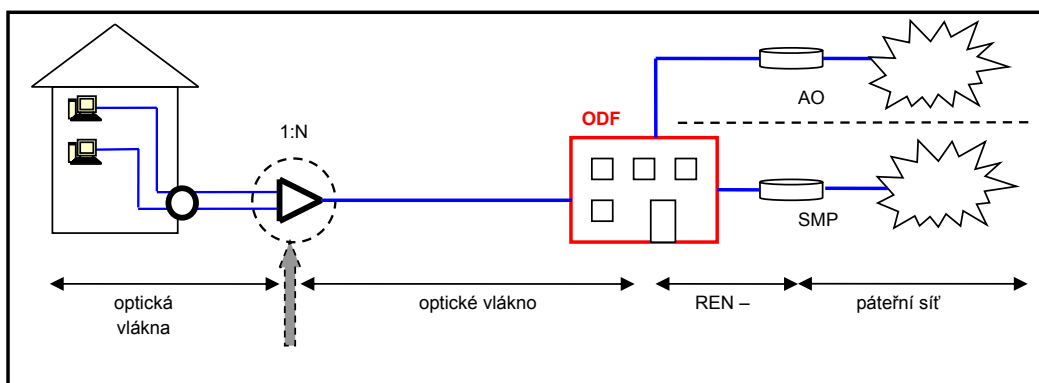 AO
ODF
1:N
SMP
optická
vlákna
optické vlákno
REN –
páteřní síť